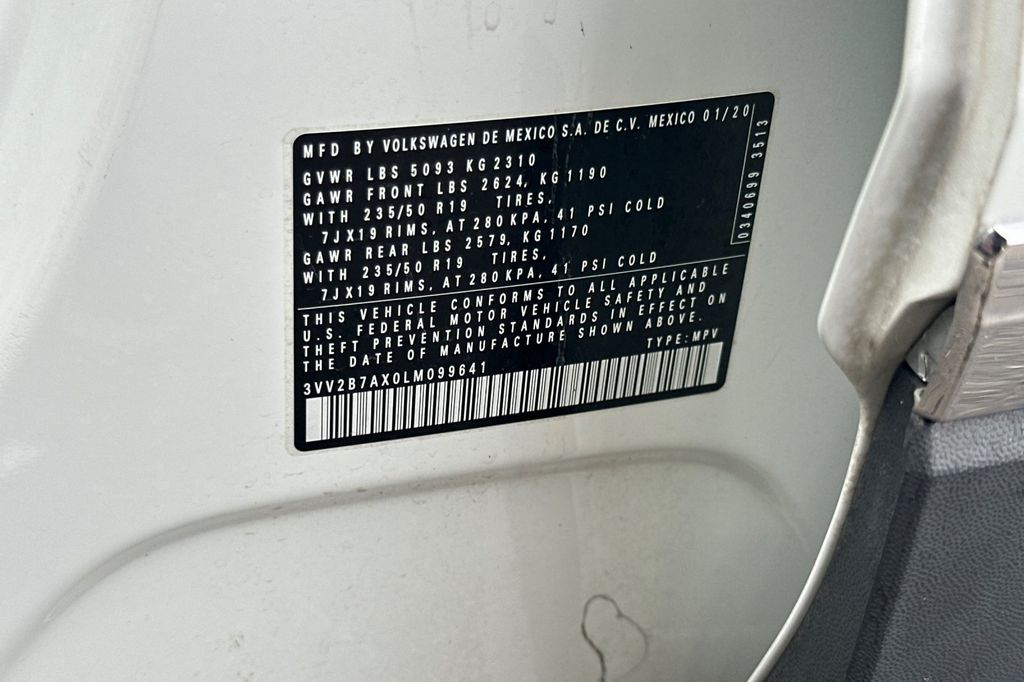 MFD BY VOLKSWAGEN DE MEXICO S.A. DE C.V. MEXICO 01/20
GVWR LBS 5093 KG 2310
GAWR FRONT LBS 2624, KG 1190
WITH 235/50 R19 TIRES,
7JX19 RIMS, AT 280 KPA, 41 PSI COLD
GAWR REAR LBS 2579, KG 1170
WITH 235/50 R19 TIRES,
7JX19 RIMS, AT 280 KPA, 41 PSI COLD
0340699 3513
THIS VEHICLE CONFORMS TO ALL APPLICABLE
U.S. FEDERAL MOTOR VEHICLE SAFETY AND
THEFT PREVENTION STANDARDS IN EFFECT ON
THE DATE OF MANUFACTURE SHOWN ABOVE.
3VV2B7AX0LM099641 TYPE: MPV